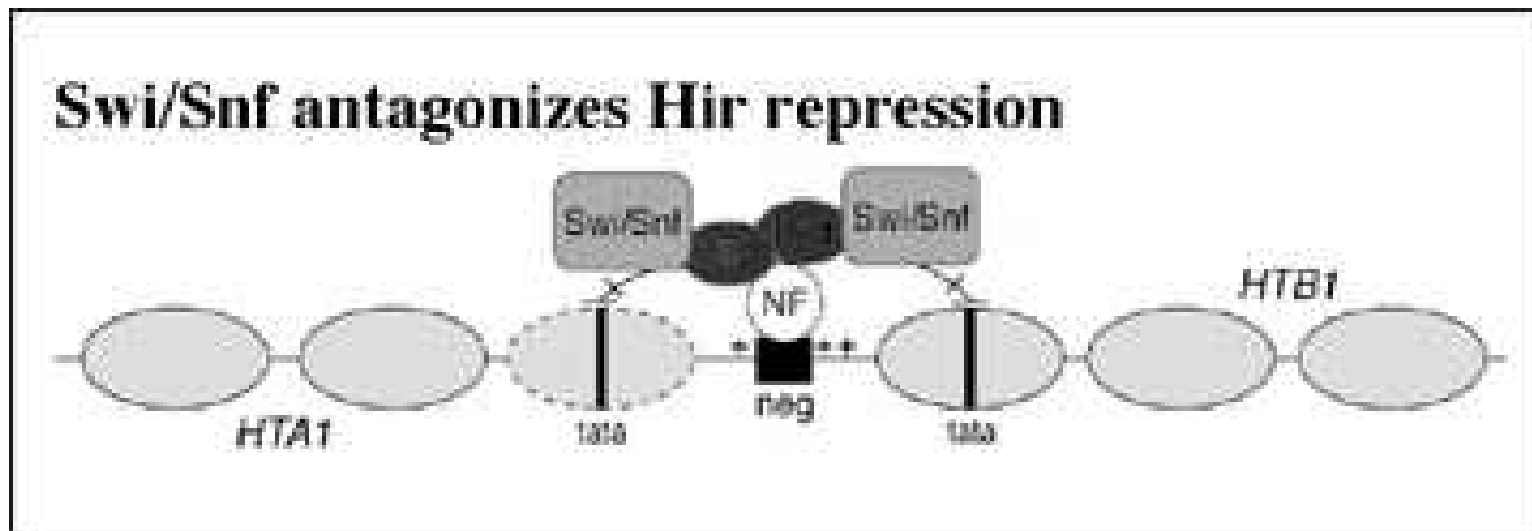 Swi/Snf antagonizes Hir repression
Swi/Snf
Swi/Snf
NF
HTB1
neg
HTA1
tata
tata